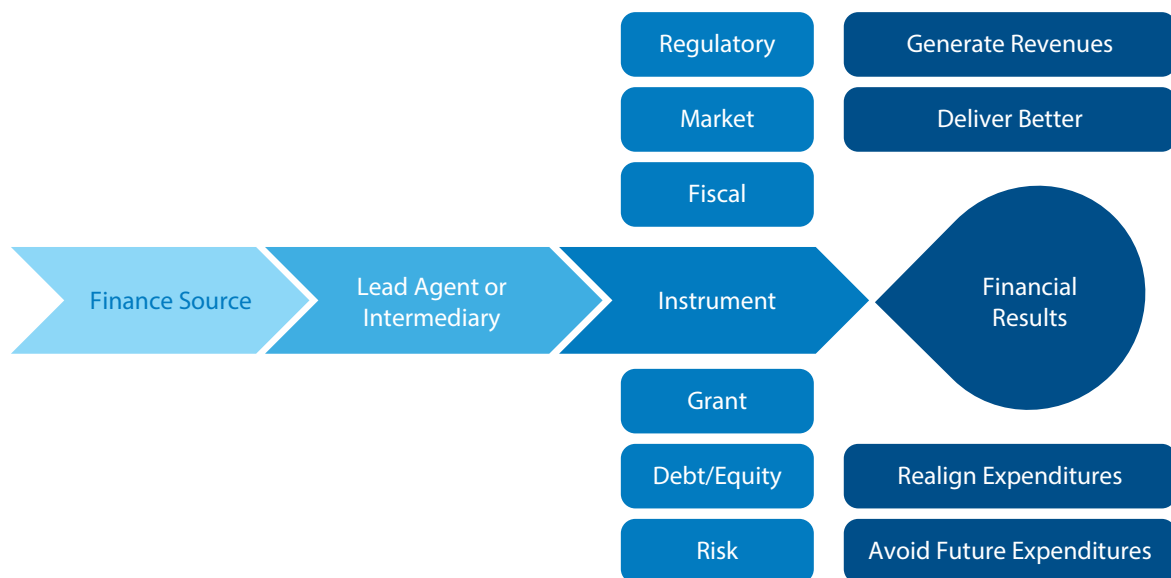 Regulatory
Generate Revenues
Market
Deliver Better
Fiscal
Finance Source
Lead Agent or
Intermediary
Instrument
Financial
Results
Grant
Debt/Equity
Realign Expenditures
Risk
Avoid Future Expenditures